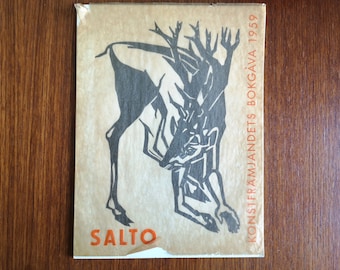 SALTO
KONSTFRÄMJANDETS BOKGÅVA 1959